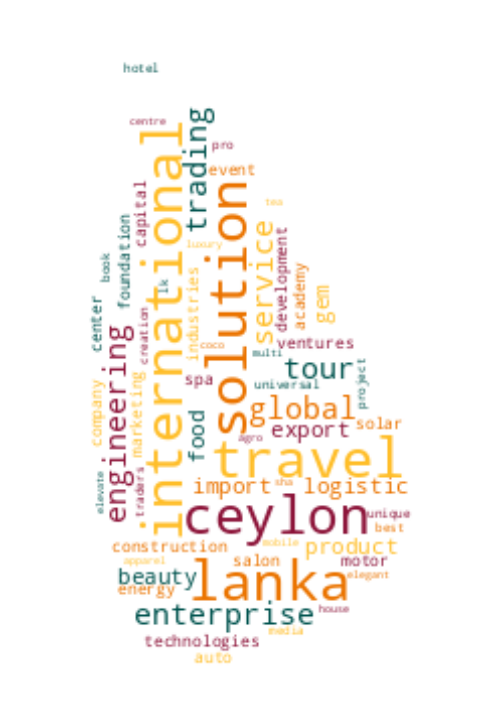 hotel
centre
international
trading
pro
event
capital
solution
tea
foundation
service
development
luxury
book
lk
industries
academy
gem
center
creation
engineering
coco
ventures
multi
tour
project
company
marketing
spa
universal
food
global
solar
agro
export
travel
elevate
traders
import
sha
logistic
ceylon
unique
best
construction
mobile
product
apparel
salon
motor
beauty
lanka
elegant
energy
enterprise
house
media
technologies
auto